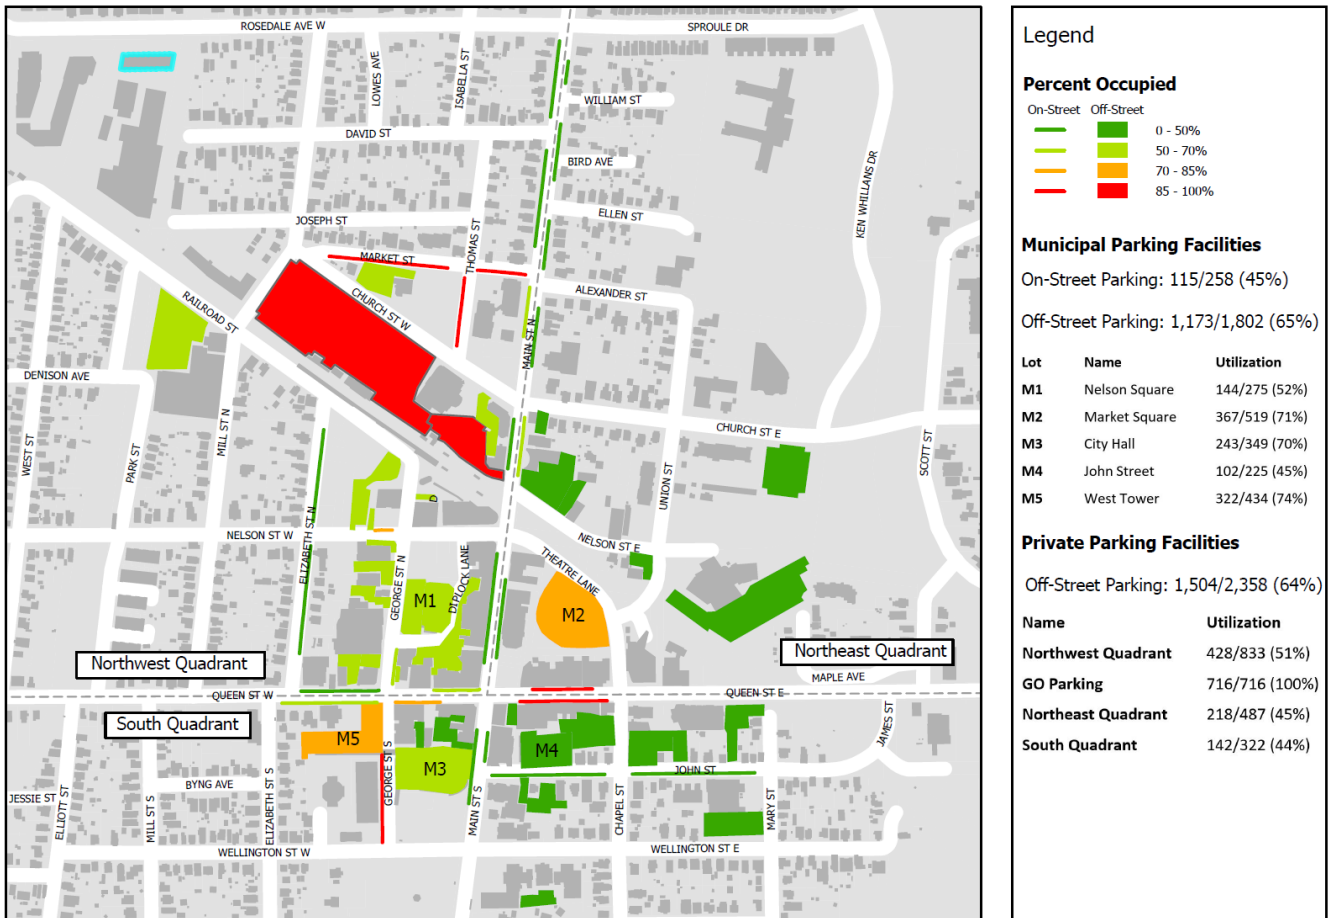 ROSEDALE AVE W
SPROULE DR
LOWES AVE
ISABELLA ST
WILLIAM ST
DAVID ST
BIRD AVE
KEN WHILLANS DR
JOSEPH ST
THOMAS ST
ELLEN ST
MARKET ST
CHURCH ST W
ALEXANDER ST
RAILROAD ST
MAIN ST N
DENISON AVE
MILL ST N
WEST ST
PARK ST
CHURCH ST E
SCOTT ST
UNION ST
D
NELSON ST W
ELIZABETH ST N
NELSON ST E
THEATRE LANE
GEORGE ST N
DIPLOCK LANE
M1
M2
Northwest Quadrant
Northeast Quadrant
MAPLE AVE
QUEEN ST W
QUEEN ST E
South Quadrant
M5
M4
M3
JAMES ST
JOHN ST
GEORGE ST S
BYNG AVE
JESSIE ST
ELLIOTT ST
MILL ST S
ELIZABETH ST S
MAIN ST S
CHAPEL ST
MARY ST
WELLINGTON ST W
WELLINGTON ST E
Legend
Percent Occupied
On-Street Off-Street
0 - 50%
50 - 70%
70 - 85%
85 - 100%
Municipal Parking Facilities
On-Street Parking: 115/258 (45%)
Off-Street Parking: 1,173/1,802 (65%)
Lot Name Utilization
M1 Nelson Square 144/275 (52%)
M2 Market Square 367/519 (71%)
M3 City Hall 243/349 (70%)
M4 John Street 102/225 (45%)
M5 West Tower 322/434 (74%)
Private Parking Facilities
Off-Street Parking: 1,504/2,358 (64%)
Name Utilization
Northwest Quadrant 428/833 (51%)
GO Parking 716/716 (100%)
Northeast Quadrant 218/487 (45%)
South Quadrant 142/322 (44%)